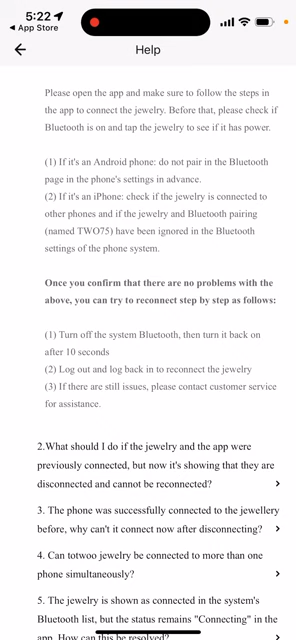 5:22
◀ App Store
Help
Please open the app and make sure to follow the steps in
the app to connect the jewelry. Before that, please check if
Bluetooth is on and tap the jewelry to see if it has power.
(1) If it's an Android phone: do not pair in the Bluetooth
page in the phone's settings in advance.
(2) If it's an iPhone: check if the jewelry is connected to
other phones and if the jewelry and Bluetooth pairing
(named TWO75) have been ignored in the Bluetooth
settings of the phone system.
Once you confirm that there are no problems with the
above, you can try to reconnect step by step as follows:
(1) Turn off the system Bluetooth, then turn it back on
after 10 seconds
(2) Log out and log back in to reconnect the jewelry
(3) If there are still issues, please contact customer service
for assistance.
2.What should I do if the jewelry and the app were
previously connected, but now it's showing that they are
disconnected and cannot be reconnected?
3. The phone was successfully connected to the jewellery
before, why can't it connect now after disconnecting?
4. Can totwoo jewelry be connected to more than one
phone simultaneously?
5. The jewelry is shown as connected in the system's
Bluetooth list, but the status remains "Connecting" in the
app. How can this be resolved?